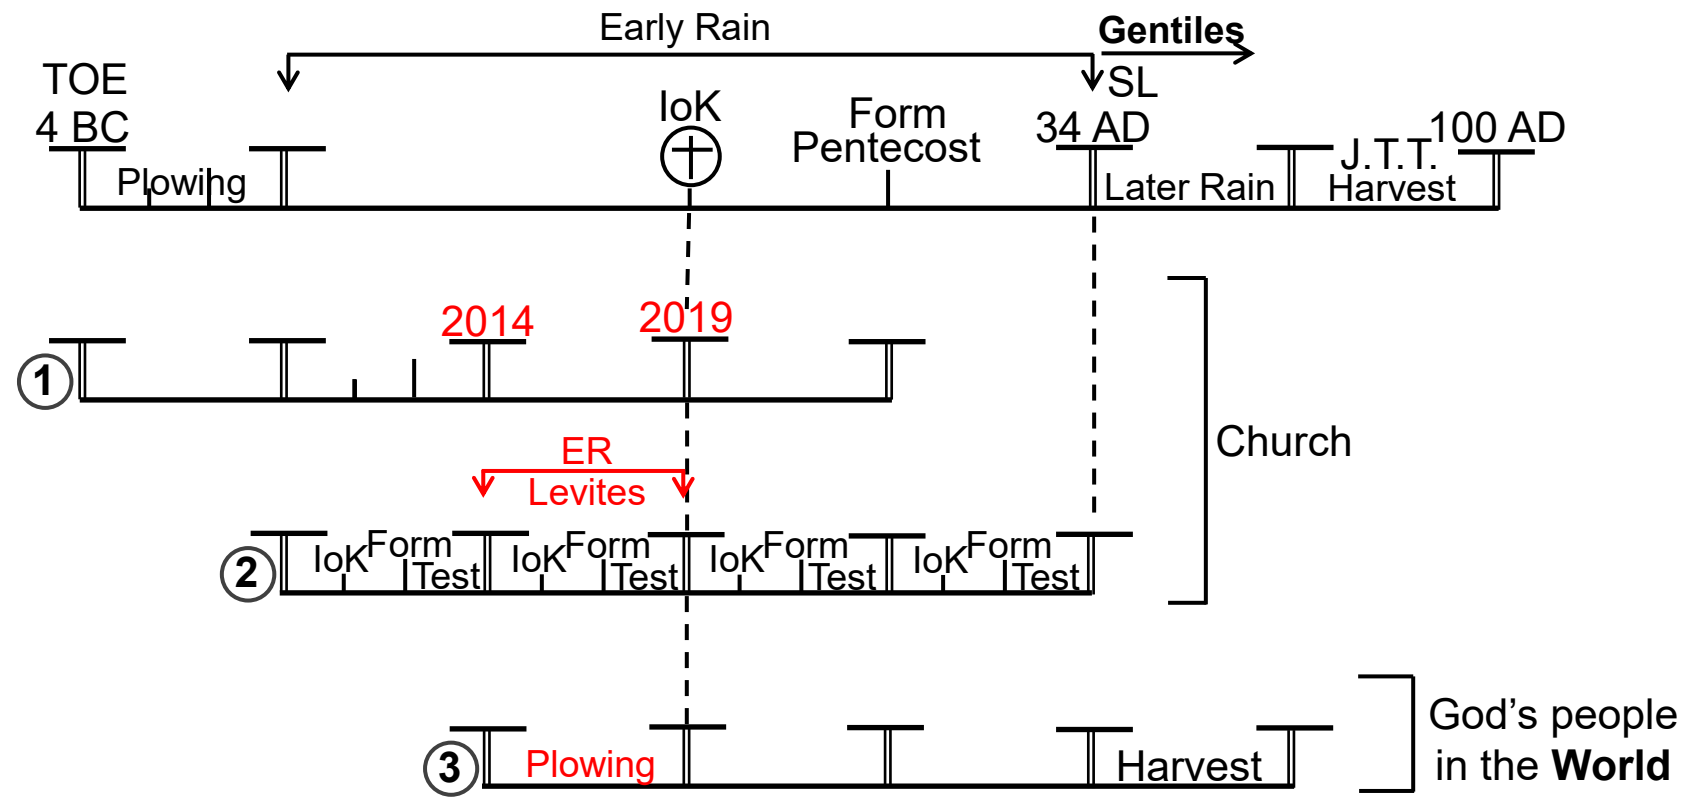 Early Rain
Gentiles
TOE
4 BC
IoK
Form
Pentecost
SL
34 AD
100 AD
Plowing
Later Rain
J.T.T.
Harvest
2014
2019
1
Church
ER
Levites
2
IoK
Form
Test
IoK
Form
Test
IoK
Form
Test
IoK
Form
Test
3
Plowing
Harvest
God’s people
in the World